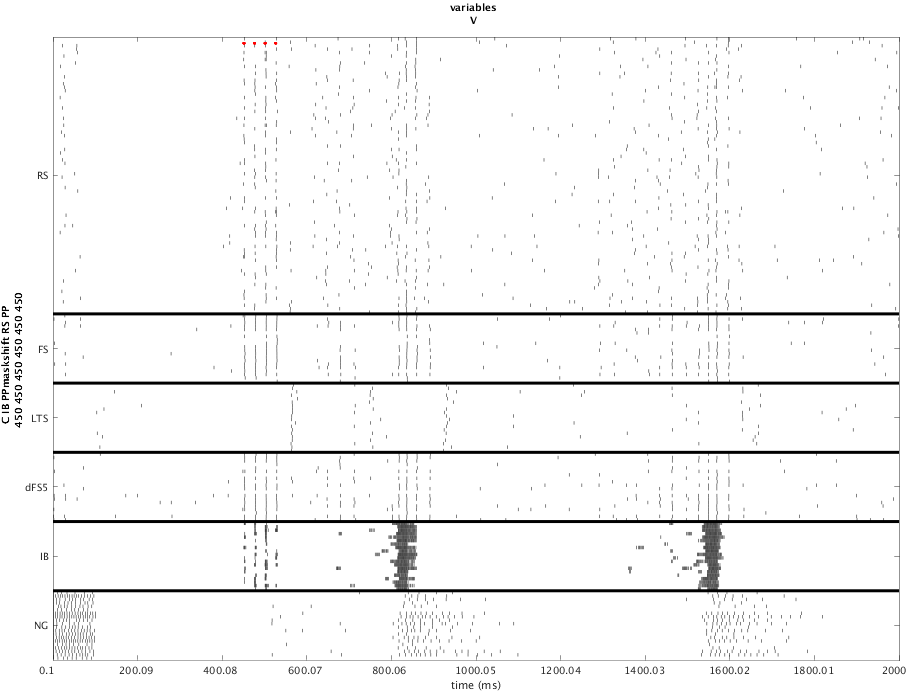 variables
V
C IB PPmaskshift RS PP
450 450 450 450 450 450
RS
FS
LTS
dFS5
IB
NG
0.1 200.09 400.08 600.07 800.06 1000.05 1200.04 1400.03 1600.02 1800.01 2000
time (ms)